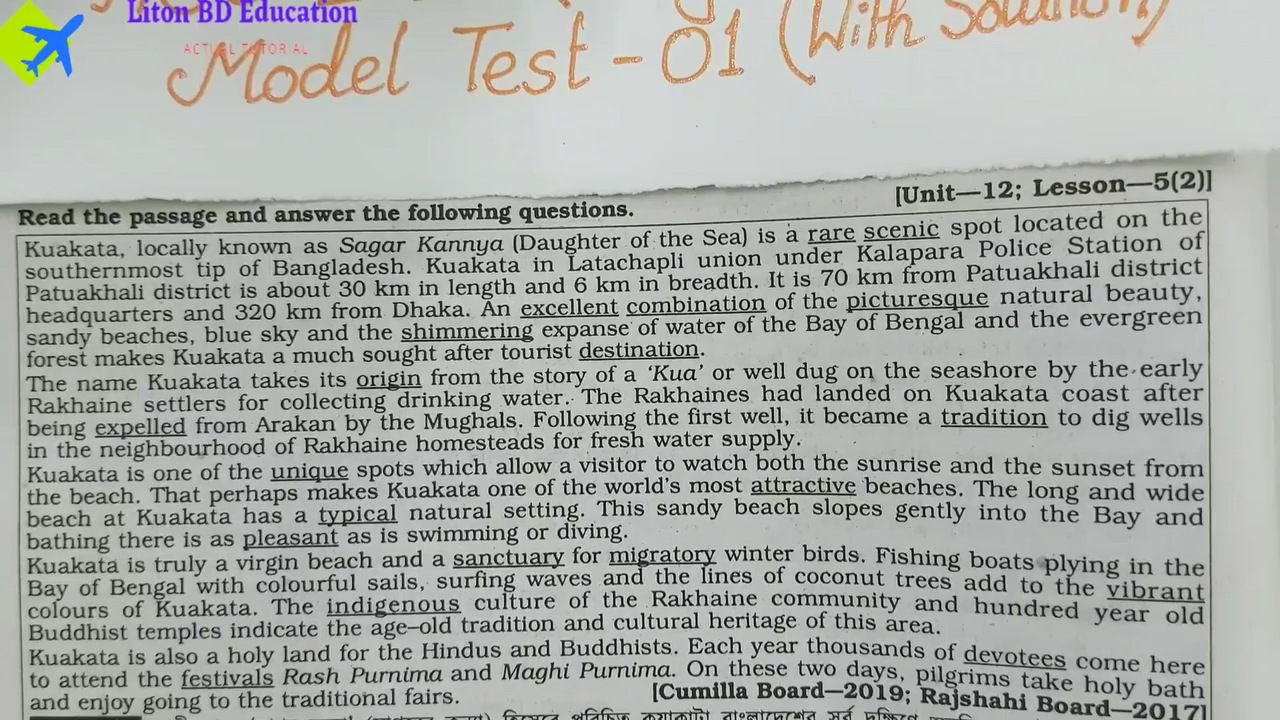 Liton BD Education
ACTUAL TUTORIAL
Model Test - 01 (With Solution)
[Unit—12; Lesson—5(2)]
Read the passage and answer the following questions.
Kuakata, locally known as Sagar Kannya (Daughter of the Sea) is a rare scenic spot located on the
southernmost tip of Bangladesh. Kuakata in Latachapli union under Kalapara Police Station of
Patuakhali district is about 30 km in length and 6 km in breadth. It is 70 km from Patuakhali district
headquarters and 320 km from Dhaka. An excellent combination of the picturesque natural beauty,
sandy beaches, blue sky and the shimmering expanse of water of the Bay of Bengal and the evergreen
forest makes Kuakata a much sought after tourist destination.
The name Kuakata takes its origin from the story of a ‘Kua’ or well dug on the seashore by the early
Rakhaine settlers for collecting drinking water. The Rakhaines had landed on Kuakata coast after
being expelled from Arakan by the Mughals. Following the first well, it became a tradition to dig wells
in the neighbourhood of Rakhaine homesteads for fresh water supply.
Kuakata is one of the unique spots which allow a visitor to watch both the sunrise and the sunset from
the beach. That perhaps makes Kuakata one of the world’s most attractive beaches. The long and wide
beach at Kuakata has a typical natural setting. This sandy beach slopes gently into the Bay and
bathing there is as pleasant as is swimming or diving.
Kuakata is truly a virgin beach and a sanctuary for migratory winter birds. Fishing boats plying in the
Bay of Bengal with colourful sails, surfing waves and the lines of coconut trees add to the vibrant
colours of Kuakata. The indigenous culture of the Rakhaine community and hundred year old
Buddhist temples indicate the age–old tradition and cultural heritage of this area.
Kuakata is also a holy land for the Hindus and Buddhists. Each year thousands of devotees come here
to attend the festivals Rash Purnima and Maghi Purnima. On these two days, pilgrims take holy bath
and enjoy going to the traditional fairs.
[Cumilla Board—2019; Rajshahi Board—2017]